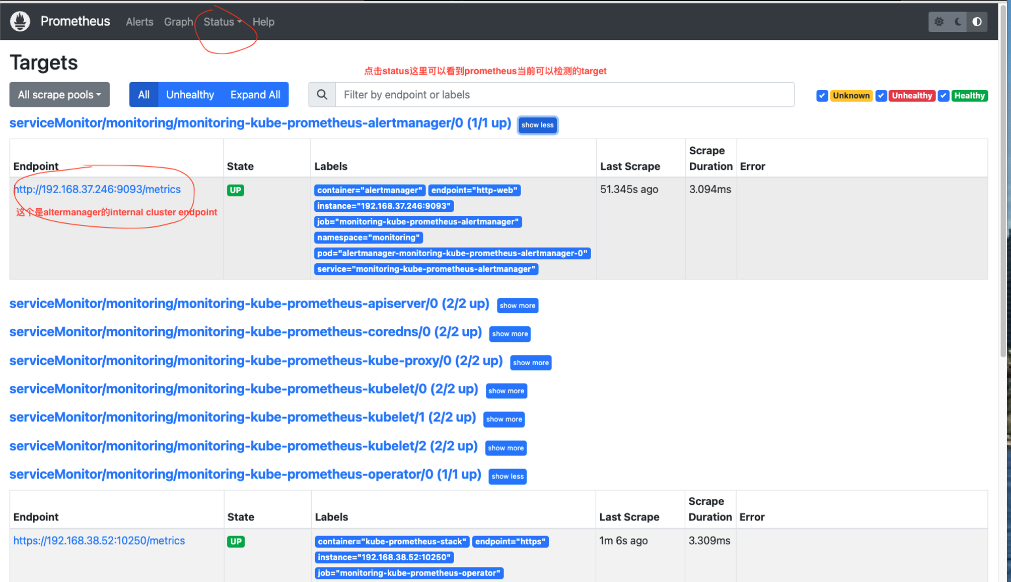 Prometheus Alerts Graph Status Help
Targets
点击status这里可以看到prometheus当前可以检测的target
All scrape pools All Unhealthy Expand All Filter by endpoint or labels Unknown Unhealthy Healthy
serviceMonitor/monitoring/monitoring-kube-prometheus-alertmanager/0 (1/1 up) show less
Endpoint State Labels Last Scrape Scrape Duration Error
http://192.168.37.246:9093/metrics UP container="alertmanager" endpoint="http-web" 51.345s ago 3.094ms
instance="192.168.37.246:9093"
这个是altermanager的internal cluster endpoint
job="monitoring-kube-prometheus-alertmanager"
namespace="monitoring"
pod="alertmanager-monitoring-kube-prometheus-alertmanager-0"
service="monitoring-kube-prometheus-alertmanager"
serviceMonitor/monitoring/monitoring-kube-prometheus-apiserver/0 (2/2 up) show more
serviceMonitor/monitoring/monitoring-kube-prometheus-coredns/0 (2/2 up) show more
serviceMonitor/monitoring/monitoring-kube-prometheus-kube-proxy/0 (2/2 up) show more
serviceMonitor/monitoring/monitoring-kube-prometheus-kubelet/0 (2/2 up) show more
serviceMonitor/monitoring/monitoring-kube-prometheus-kubelet/1 (2/2 up) show more
serviceMonitor/monitoring/monitoring-kube-prometheus-kubelet/2 (2/2 up) show more
serviceMonitor/monitoring/monitoring-kube-prometheus-operator/0 (1/1 up) show less
Endpoint State Labels Last Scrape Scrape Duration Error
https://192.168.38.52:10250/metrics UP container="kube-prometheus-stack" endpoint="https" 1m 6s ago 3.309ms
instance="192.168.38.52:10250"
job="monitoring-kube-prometheus-operator"